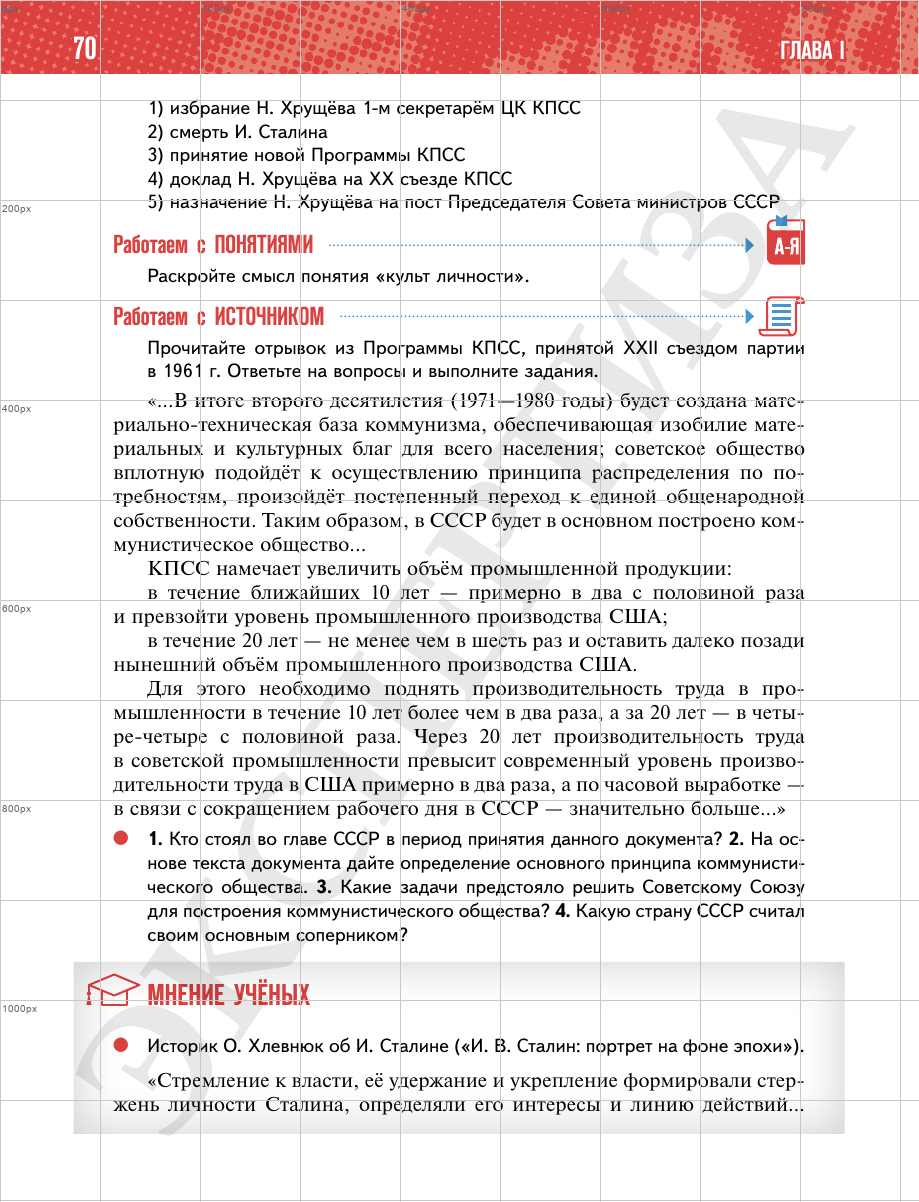 70
ГЛАВА I
1) избрание Н. Хрущёва 1-м секретарём ЦК КПСС
2) смерть И. Сталина
3) принятие новой Программы КПСС
4) доклад Н. Хрущёва на XX съезде КПСС
5) назначение Н. Хрущёва на пост Председателя Совета министров СССР
Работаем с ПОНЯТИЯМИ
А-Я
Раскройте смысл понятия «культ личности».
Работаем с ИСТОЧНИКОМ
Прочитайте отрывок из Программы КПСС, принятой XXII съездом партии
в 1961 г. Ответьте на вопросы и выполните задания.
«...В итоге второго десятилетия (1971—1980 годы) будет создана мате-
риально-техническая база коммунизма, обеспечивающая изобилие мате-
риальных и культурных благ для всего населения; советское общество
вплотную подойдёт к осуществлению принципа распределения по по-
требностям, произойдёт постепенный переход к единой общенародной
собственности. Таким образом, в СССР будет в основном построено ком-
мунистическое общество...
КПСС намечает увеличить объём промышленной продукции:
в течение ближайших 10 лет — примерно в два с половиной раза
и превзойти уровень промышленного производства США;
в течение 20 лет — не менее чем в шесть раз и оставить далеко позади
нынешний объём промышленного производства США.
Для этого необходимо поднять производительность труда в про-
мышленности в течение 10 лет более чем в два раза, а за 20 лет — в четы-
ре-четыре с половиной раза. Через 20 лет производительность труда
в советской промышленности превысит современный уровень произво-
дительности труда в США примерно в два раза, а по часовой выработке —
в связи с сокращением рабочего дня в СССР — значительно больше...»
1. Кто стоял во главе СССР в период принятия данного документа? 2. На ос-
нове текста документа дайте определение основного принципа коммунисти-
ческого общества. 3. Какие задачи предстояло решить Советскому Союзу
для построения коммунистического общества? 4. Какую страну СССР считал
своим основным соперником?
МНЕНИЕ УЧЁНЫХ
Историк О. Хлевнюк об И. Сталине («И. В. Сталин: портрет на фоне эпохи»).
«Стремление к власти, её удержание и укрепление формировали стер-
жень личности Сталина, определяли его интересы и линию действий...
ЭКСПЕРТИЗА
200px
400px
600px
800px
1000px